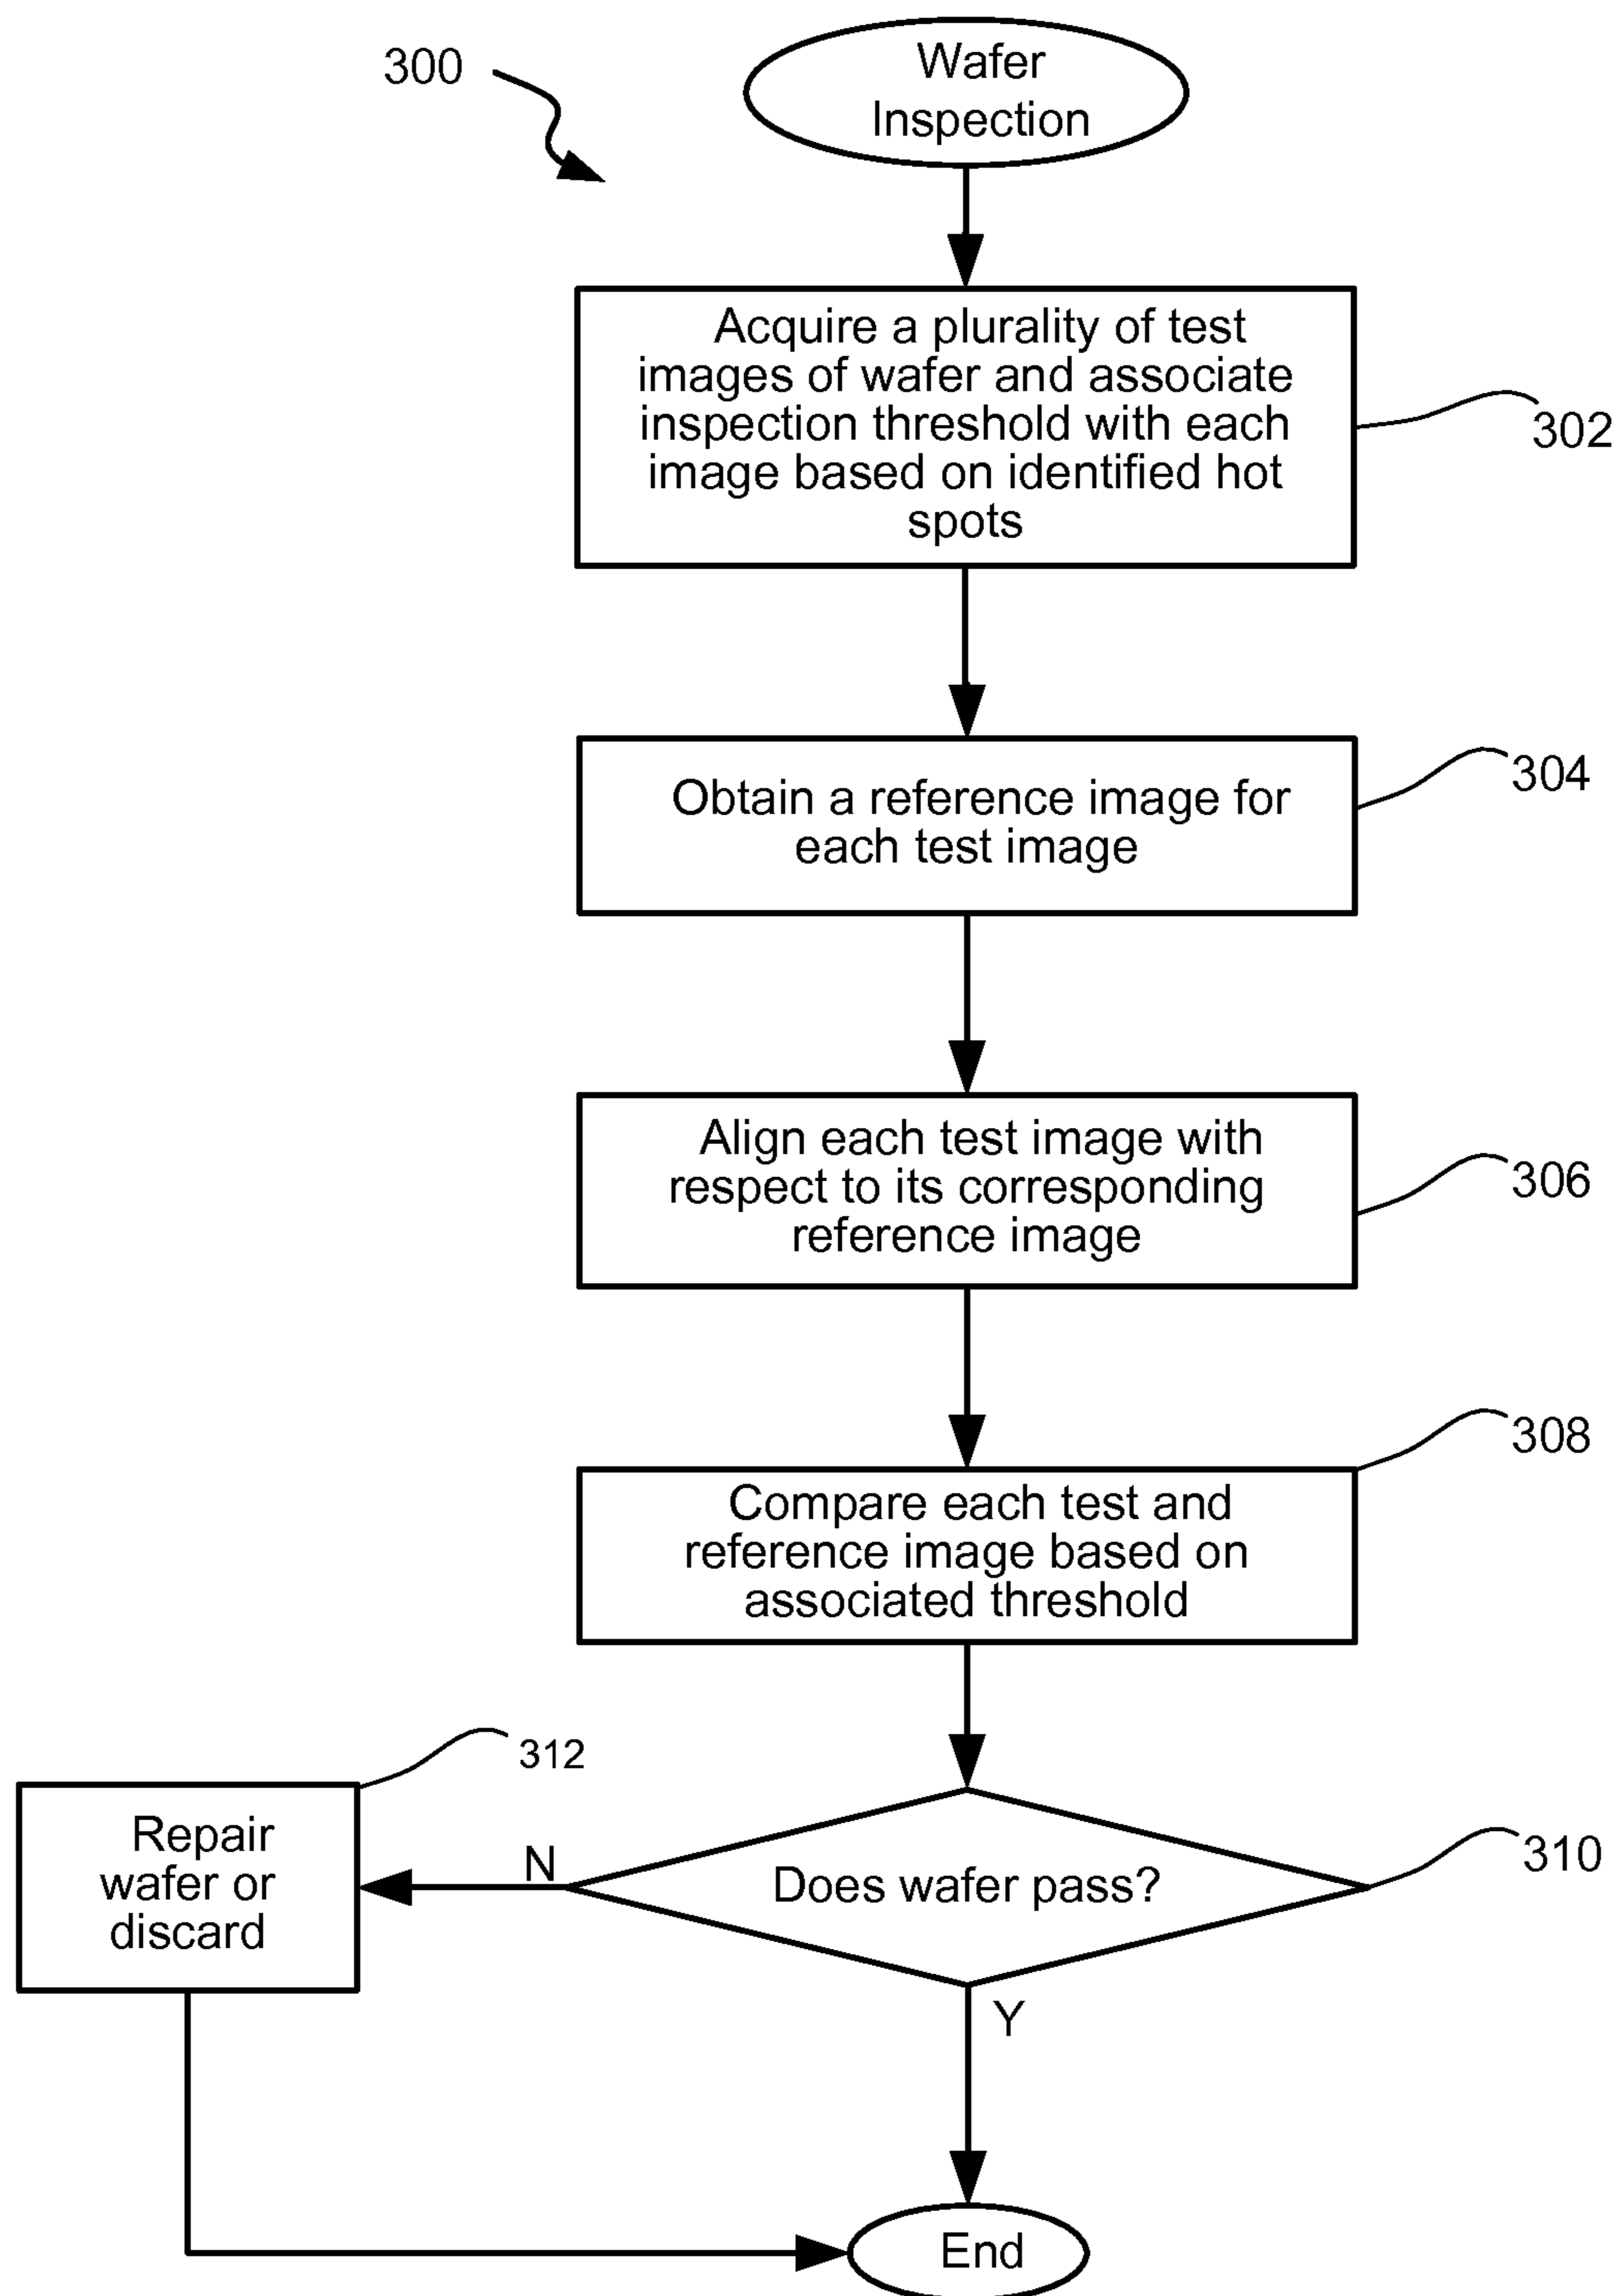 300
Wafer
Inspection
Acquire a plurality of test
images of wafer and associate
inspection threshold with each
image based on identified hot
spots
302
Obtain a reference image for
each test image
304
Align each test image with
respect to its corresponding
reference image
306
Compare each test and
reference image based on
associated threshold
308
312
Repair
wafer or
discard
N
Does wafer pass?
310
Y
End